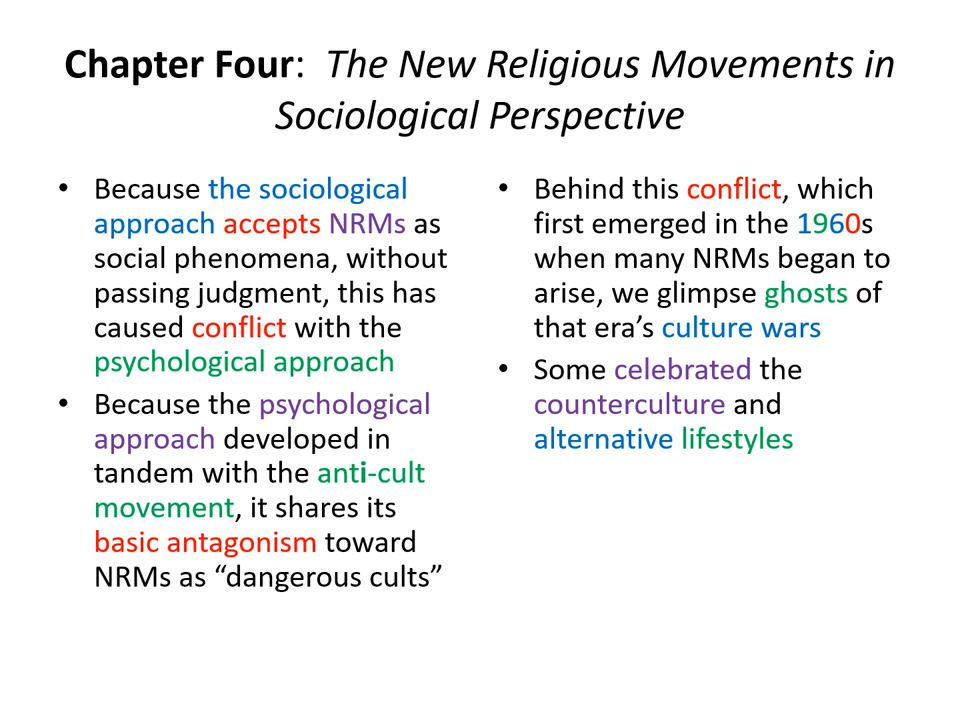 Chapter Four: The New Religious Movements in
Sociological Perspective
• Because the sociological
approach accepts NRMs as
social phenomena, without
passing judgment, this has
caused conflict with the
psychological approach
• Because the psychological
approach developed in
tandem with the anti-cult
movement, it shares its
basic antagonism toward
NRMs as “dangerous cults”
• Behind this conflict, which
first emerged in the 1960s
when many NRMs began to
arise, we glimpse ghosts of
that era’s culture wars
• Some celebrated the
counterculture and
alternative lifestyles